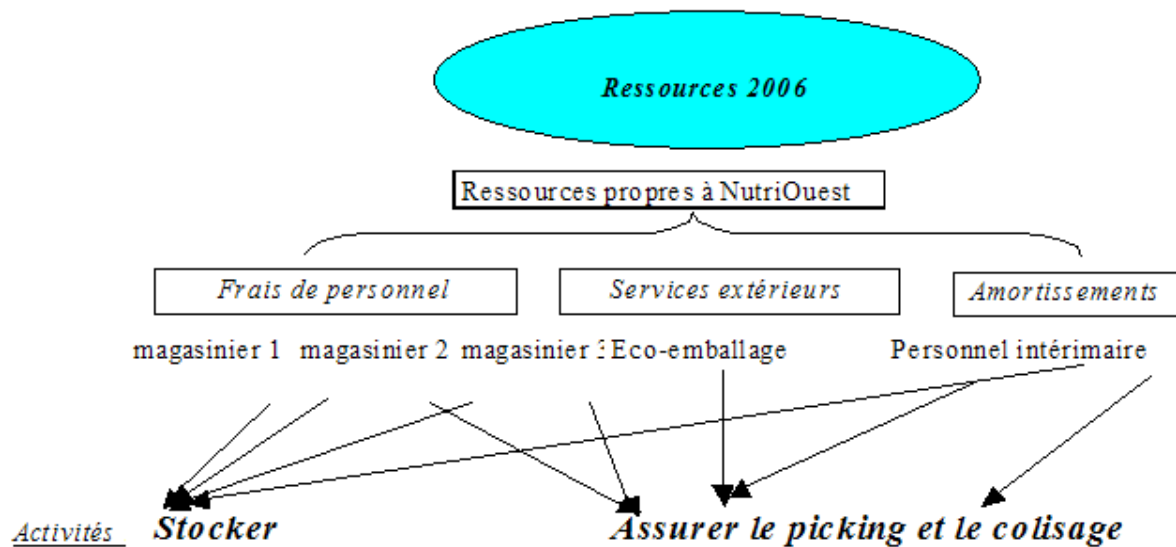 Ressources 2006
Ressources propres à NutriOuest
Frais de personnel Services extérieurs Amortissements
magasinier 1 magasinier 2 magasinier Eco-emballage Personnel intérimaire
Activités Stocker Assurer le picking et le colisage